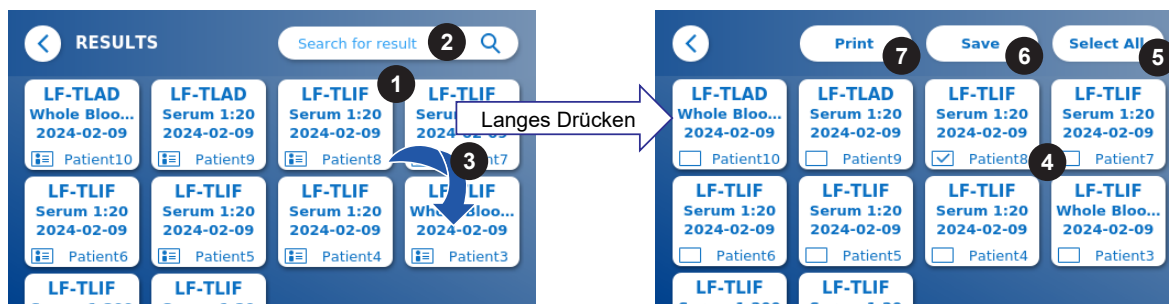 RESULTS
Search for result
2
1
LF-TLAD
Whole Bloo...
2024-02-09
Patient10
LF-TLAD
Serum 1:20
2024-02-09
Patient9
LF-TLIF
Serum 1:20
2024-02-09
Patient8
LF-TLIF
3
LF-TLIF
Serum 1:20
2024-02-09
Patient6
LF-TLIF
Serum 1:20
2024-02-09
Patient5
LF-TLIF
Serum 1:20
2024-02-09
Patient4
2024-02-09
Patient3
LF-TLIF
LF-TLIF
Langes Drücken
Print
7
Save
6
Select All
5
LF-TLAD
Whole Bloo...
2024-02-09
Patient10
LF-TLAD
Serum 1:20
2024-02-09
Patient9
LF-TLIF
Serum 1:20
2024-02-09
Patient8
4
LF-TLIF
Serum 1:20
2024-02-09
Patient7
LF-TLIF
Serum 1:20
2024-02-09
Patient6
LF-TLIF
Serum 1:20
2024-02-09
Patient5
LF-TLIF
Serum 1:20
2024-02-09
Patient4
LF-TLIF
Whole Bloo...
2024-02-09
Patient3
LF-TLIF
LF-TLIF